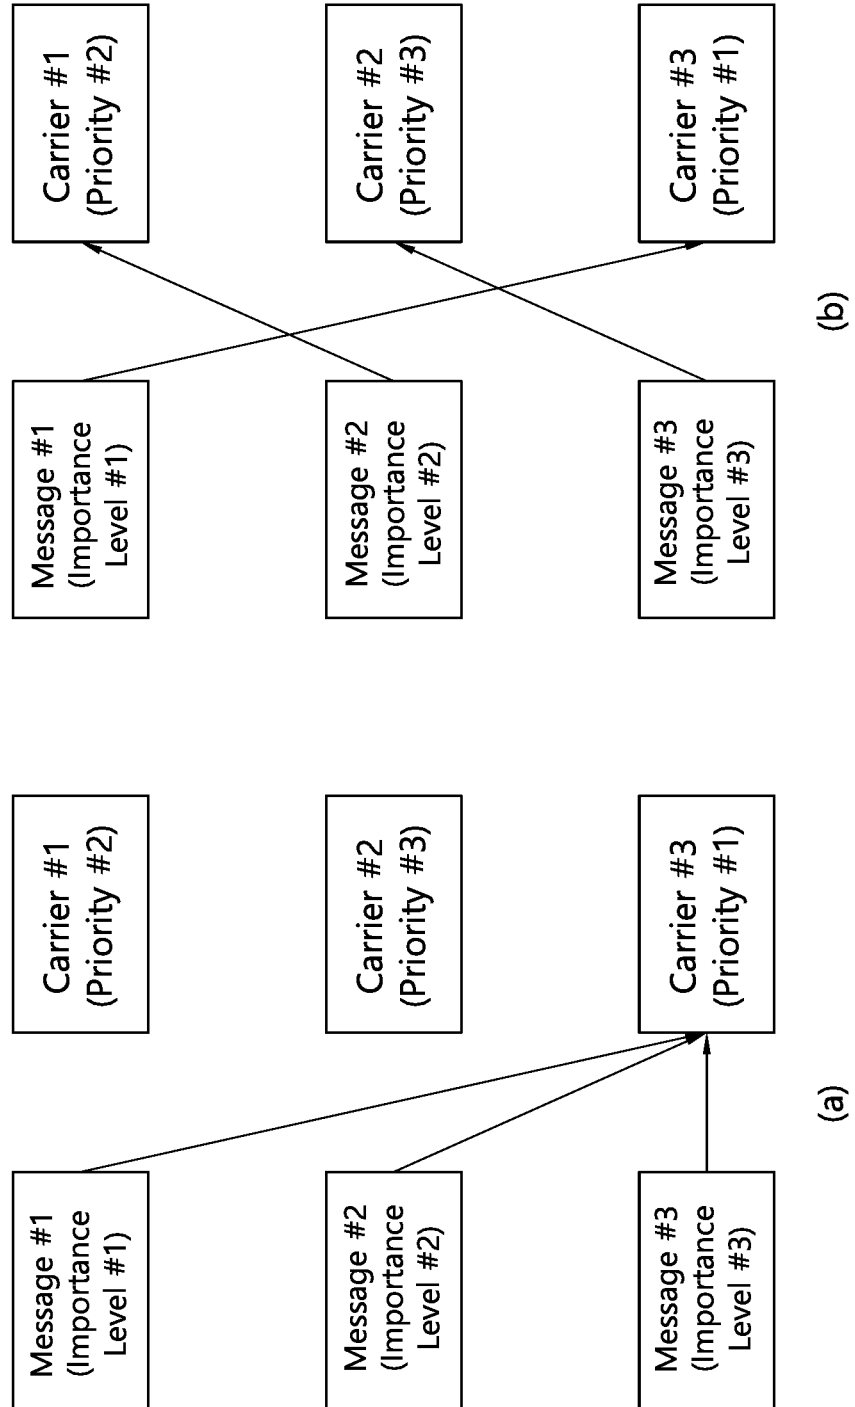 Message #1
(Importance
Level #1)
Carrier #1
(Priority #2)
Message #2
(Importance
Level #2)
Carrier #2
(Priority #3)
Message #3
(Importance
Level #3)
Carrier #3
(Priority #1)
(a)
Message #1
(Importance
Level #1)
Carrier #1
(Priority #2)
Message #2
(Importance
Level #2)
Carrier #2
(Priority #3)
Message #3
(Importance
Level #3)
Carrier #3
(Priority #1)
(b)